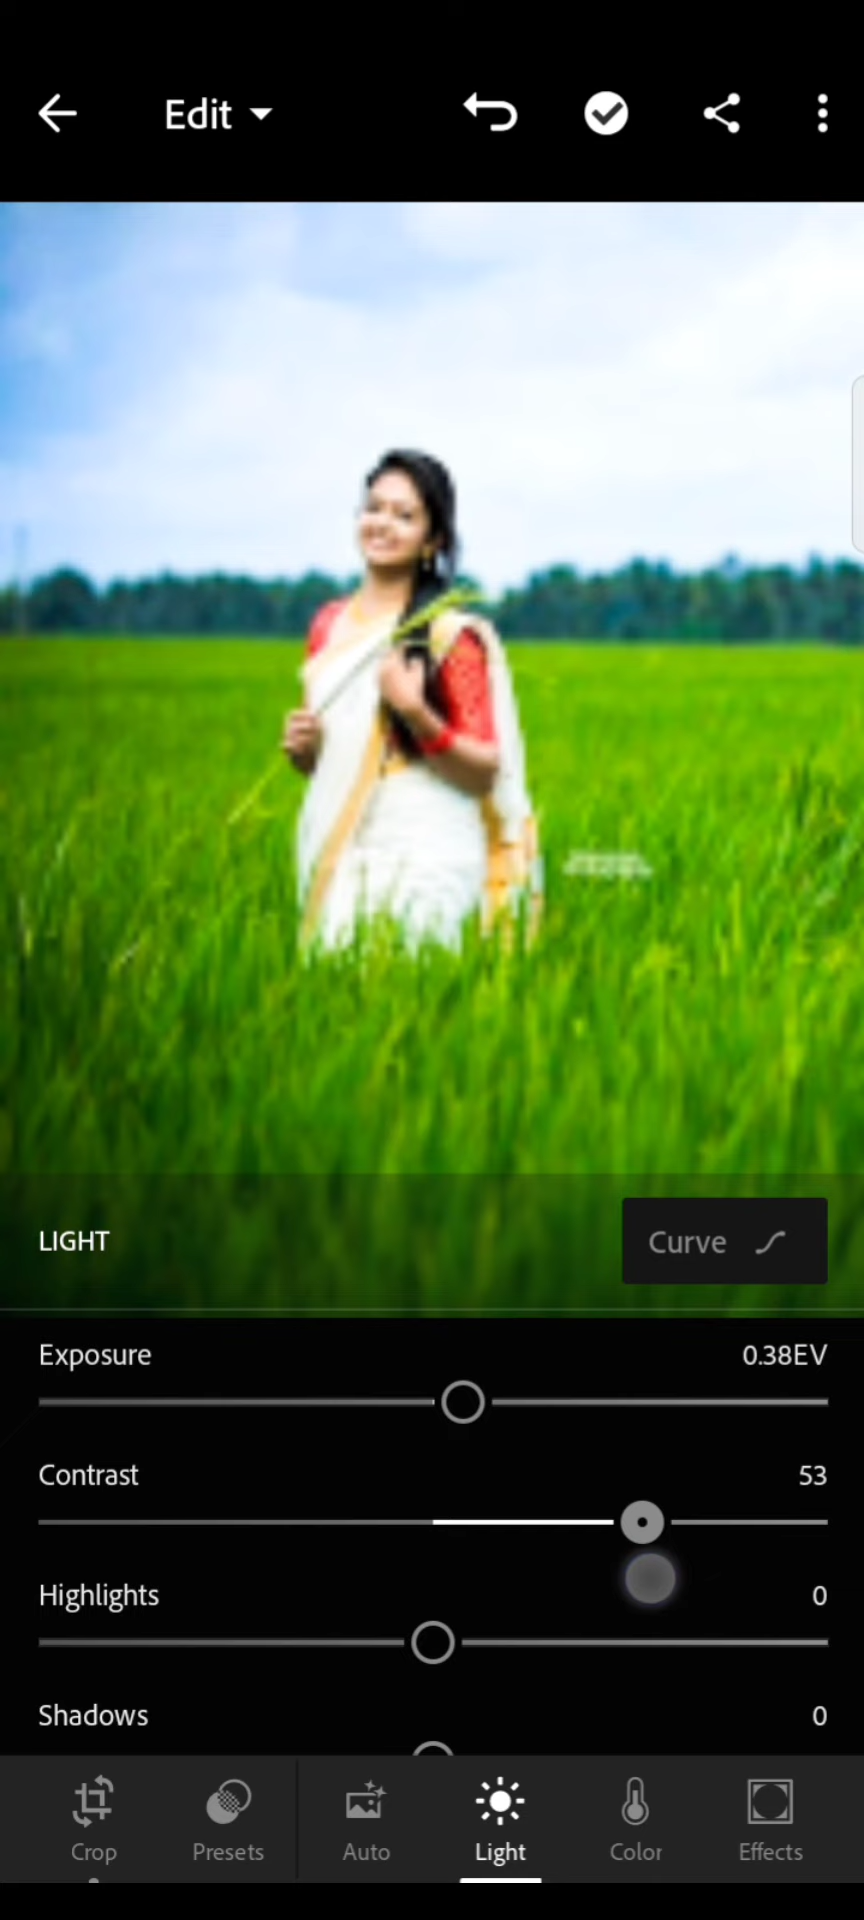 Edit
LIGHT
Curve
Exposure 0.38EV
Contrast 53
Highlights 0
Shadows 0
Crop Presets Auto Light Color Effects